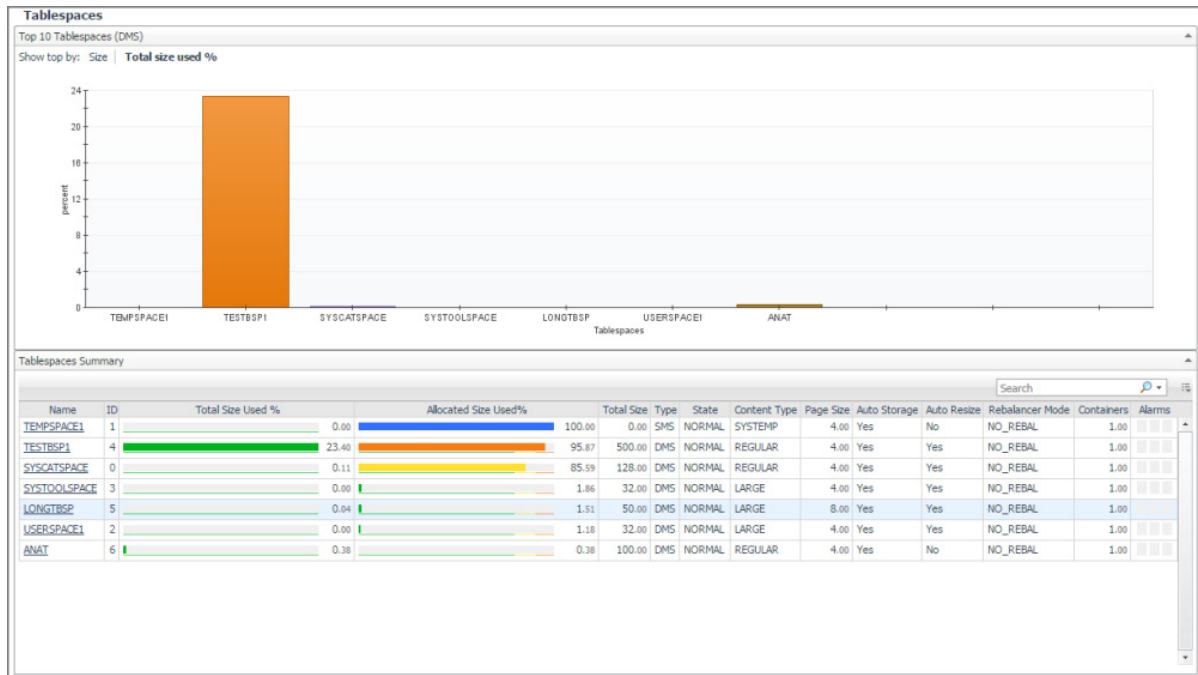 Tablespaces
Top 10 Tablespaces (DMS)
Show top by: Size | Total size used %
24
20
16
12
8
4
0
percent
TEMPSPACE1 TESTBSP1 SYSCATSPACE SYSTOOLSPACE LONGTBSP USERSPACE1 ANAT
Tablespaces
Tablespaces Summary
Search
Name ID Total Size Used % Allocated Size Used% Total Size Type State Content Type Page Size Auto Storage Auto Resize Rebalancer Mode Containers Alarms
TEMPSPACE1 1 0.00 100.00 0.00 SMS NORMAL SYSTEMP 4.00 Yes No NO_REBAL 1.00
TESTBSP1 4 23.40 95.87 500.00 DMS NORMAL REGULAR 4.00 Yes Yes NO_REBAL 1.00
SYSCATSPACE 0 0.11 85.59 128.00 DMS NORMAL REGULAR 4.00 Yes Yes NO_REBAL 1.00
SYSTOOLSPACE 3 0.00 1.86 32.00 DMS NORMAL LARGE 4.00 Yes Yes NO_REBAL 1.00
LONGTBSP 5 0.04 1.51 50.00 DMS NORMAL LARGE 8.00 Yes Yes NO_REBAL 1.00
USERSPACE1 2 0.00 1.18 32.00 DMS NORMAL LARGE 4.00 Yes Yes NO_REBAL 1.00
ANAT 6 0.38 0.38 100.00 DMS NORMAL REGULAR 4.00 Yes No NO_REBAL 1.00